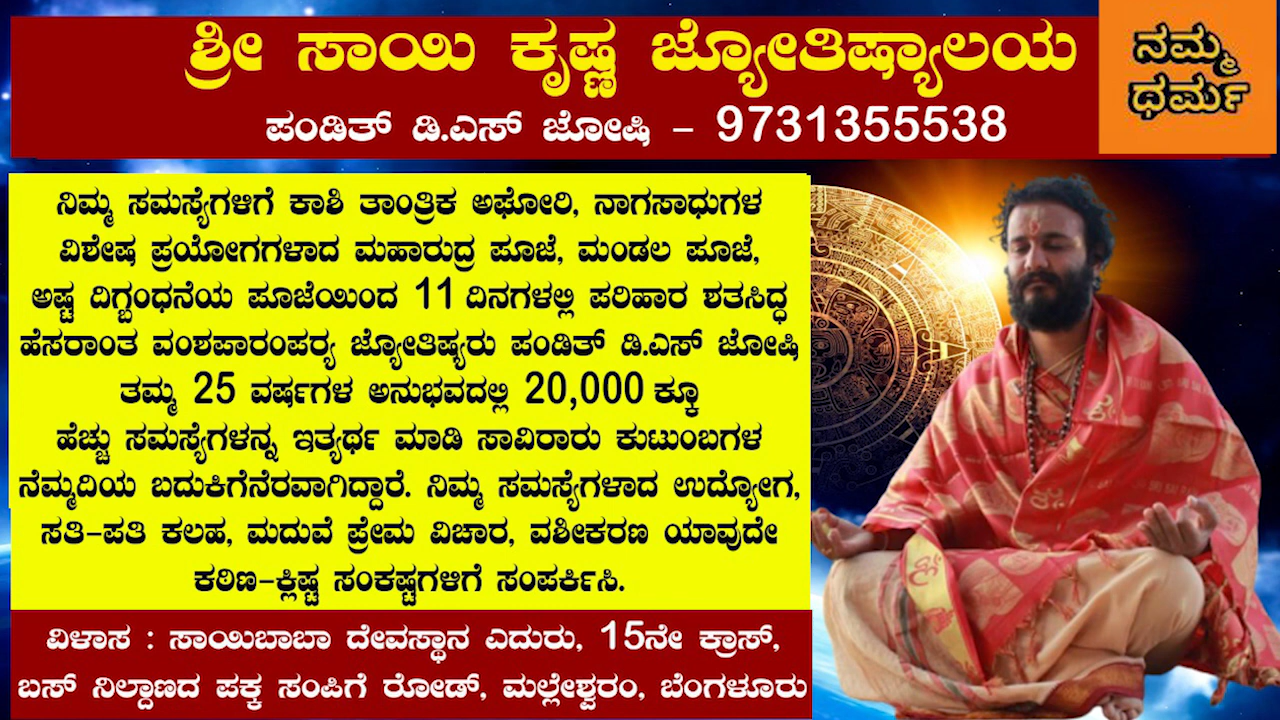 ಶ್ರೀ ಸಾಯಿ ಕೃಷ್ಣ ಜ್ಯೋತಿಷ್ಯಾಲಯ
ಪಂಡಿತ್ ಡಿ.ಎಸ್ ಜೋಷಿ – 9731355538
ನಮ್ಮ
ಧರ್ಮ
ನಿಮ್ಮ ಸಮಸ್ಯೆಗಳಿಗೆ ಕಾಶಿ ತಾಂತ್ರಿಕ ಅಘೋರಿ, ನಾಗಸಾಧುಗಳ
ವಿಶೇಷ ಪ್ರಯೋಗಗಳಾದ ಮಹಾರುದ್ರ ಪೂಜೆ, ಮಂಡಲ ಪೂಜೆ,
ಅಷ್ಟ ದಿಗ್ಬಂಧನೆಯ ಪೂಜೆಯಿಂದ 11 ದಿನಗಳಲ್ಲಿ ಪರಿಹಾರ ಶತಸಿದ್ಧ
ಹೆಸರಾಂತ ವಂಶಪಾರಂಪರ್‍ಯ ಜ್ಯೋತಿಷ್ಯರು ಪಂಡಿತ್ ಡಿ.ಎಸ್ ಜೋಷಿ
ತಮ್ಮ 25 ವರ್ಷಗಳ ಅನುಭವದಲ್ಲಿ 20,000 ಕ್ಕೂ
ಹೆಚ್ಚು ಸಮಸ್ಯೆಗಳನ್ನ ಇತ್ಯರ್ಥ ಮಾಡಿ ಸಾವಿರಾರು ಕುಟುಂಬಗಳ
ನೆಮ್ಮದಿಯ ಬದುಕಿಗೆನೆರವಾಗಿದ್ದಾರೆ. ನಿಮ್ಮ ಸಮಸ್ಯೆಗಳಾದ ಉದ್ಯೋಗ,
ಸತಿ–ಪತಿ ಕಲಹ, ಮದುವೆ ಪ್ರೇಮ ವಿಚಾರ, ವಶೀಕರಣ ಯಾವುದೇ
ಕಠಿಣ–ಕ್ಲಿಷ್ಟ ಸಂಕಷ್ಟಗಳಿಗೆ ಸಂಪರ್ಕಿಸಿ.
ವಿಳಾಸ : ಸಾಯಿಬಾಬಾ ದೇವಸ್ಥಾನ ಎದುರು, 15ನೇ ಕ್ರಾಸ್,
ಬಸ್ ನಿಲ್ದಾಣದ ಪಕ್ಕ ಸಂಪಿಗೆ ರೋಡ್, ಮಲ್ಲೇಶ್ವರಂ, ಬೆಂಗಳೂರು